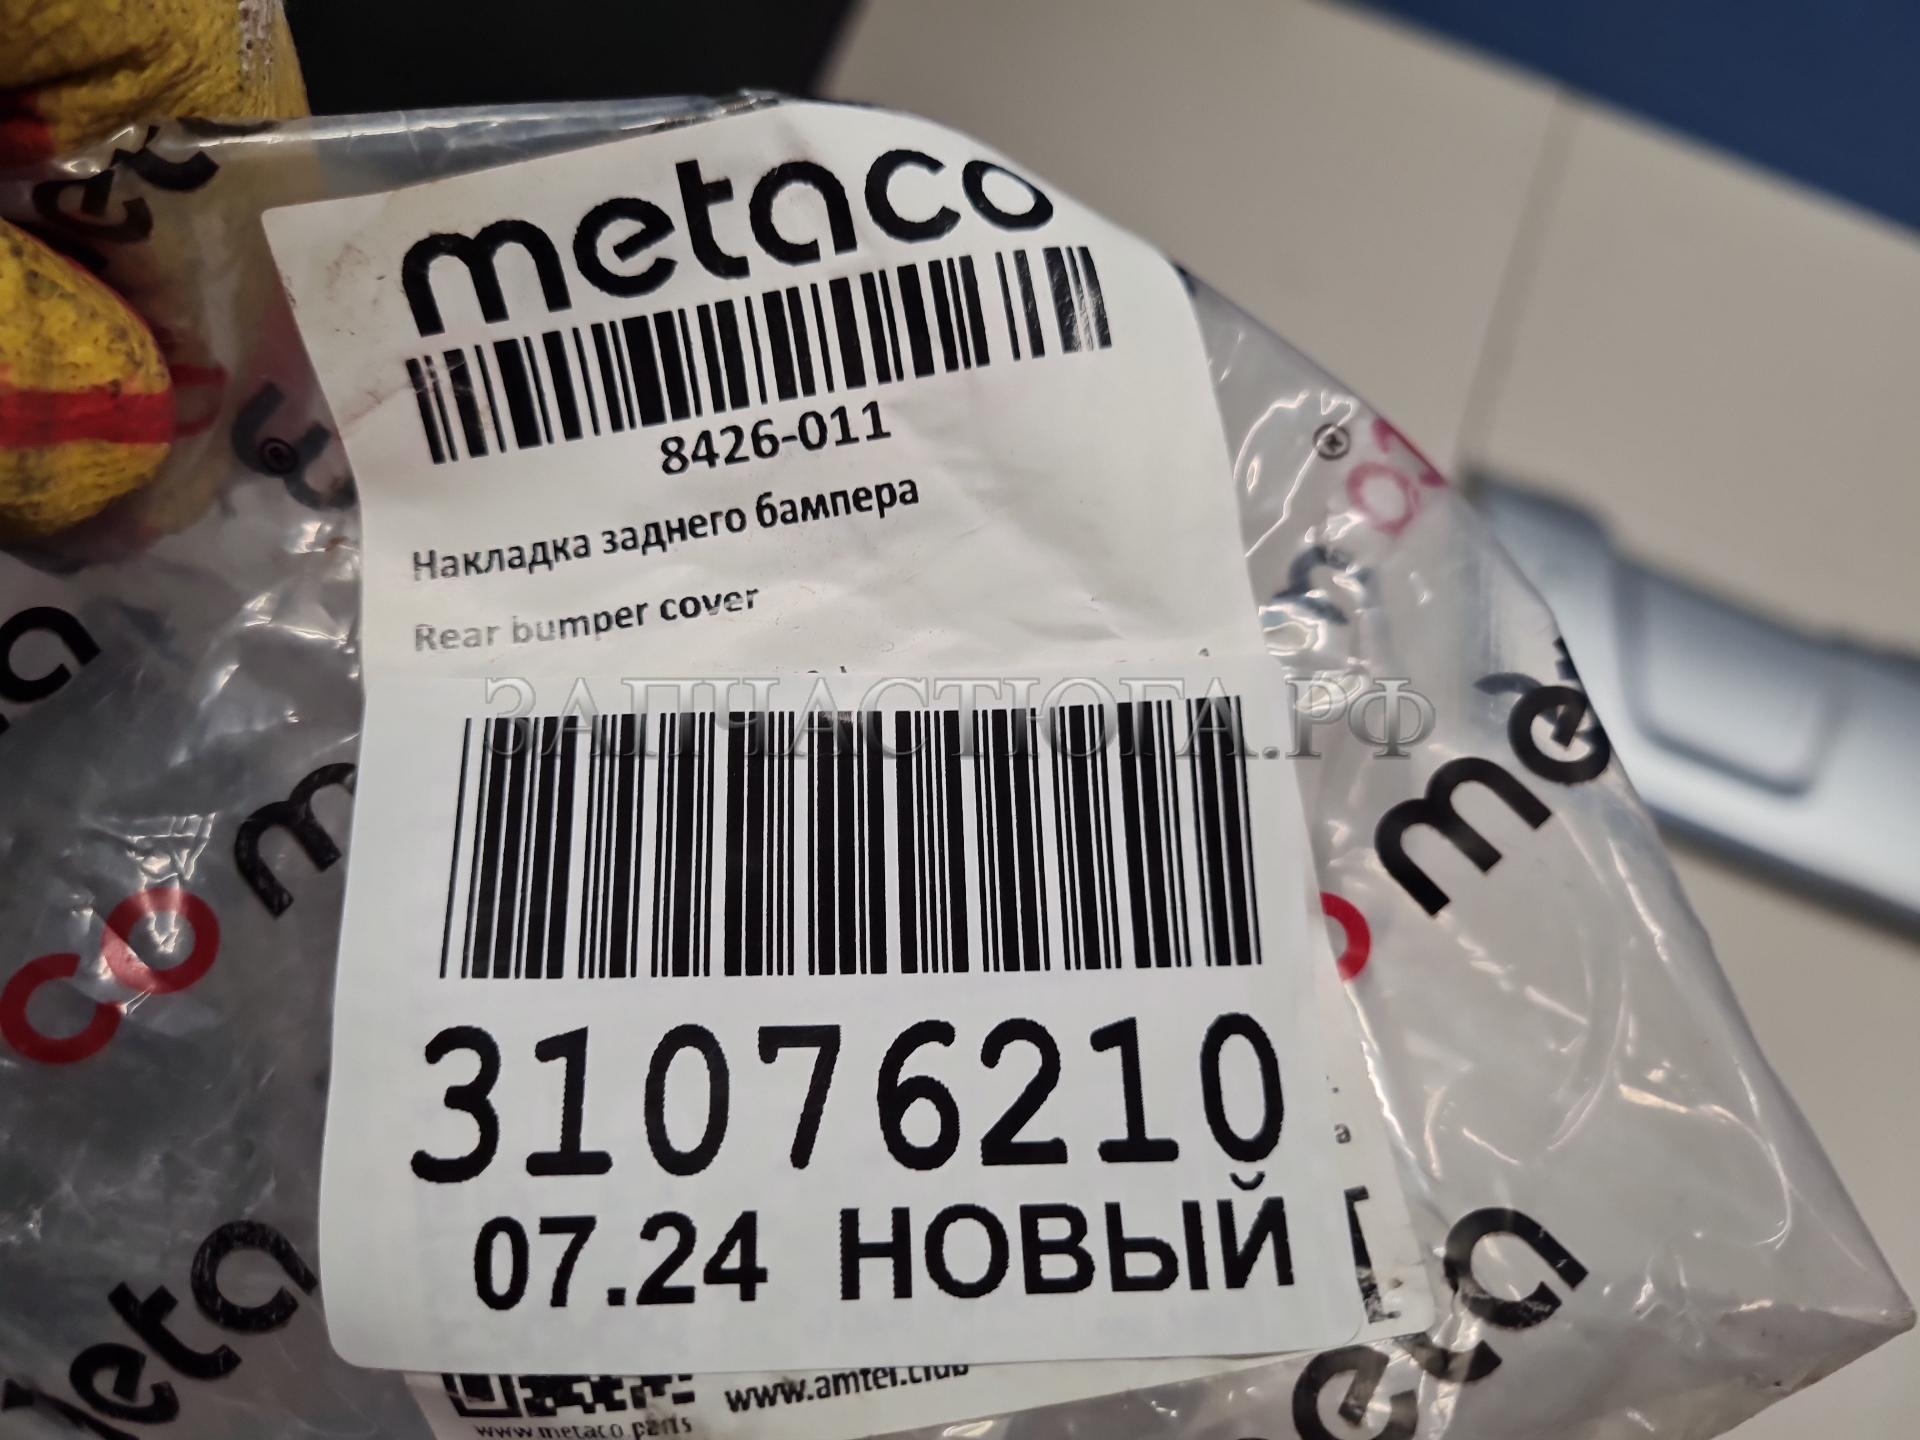 metaco
8426-011
Накладка заднего бампера
Rear bumper cover
ЗАПЧАСТЮГА.РФ
31076210
07.24 НОВЫЙ
www.amtel.club
www.metaco.parts